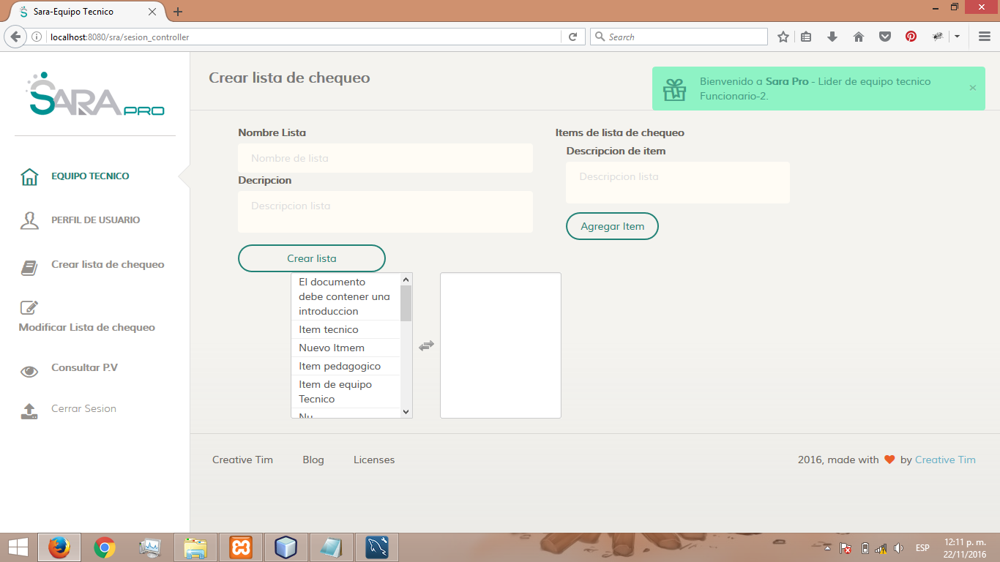 Sara-Equipo Tecnico
localhost:8080/sra/sesion_controller
Search
SARA PRO
EQUIPO TECNICO
PERFIL DE USUARIO
Crear lista de chequeo
Modificar Lista de chequeo
Consultar P.V
Cerrar Sesion
Crear lista de chequeo
Bienvenido a Sara Pro - Lider de equipo tecnico
Funcionario-2.
Nombre Lista
Nombre de lista
Decripcion
Descripcion lista
Crear lista
Items de lista de chequeo
Descripcion de item
Descripcion lista
Agregar Item
El documento
debe contener una
introduccion
Item tecnico
Nuevo Itmem
Item pedagogico
Item de equipo
Tecnico
Nu
Creative Tim
Blog
Licenses
2016, made with by Creative Tim
ESP
12:11 p. m.
22/11/2016